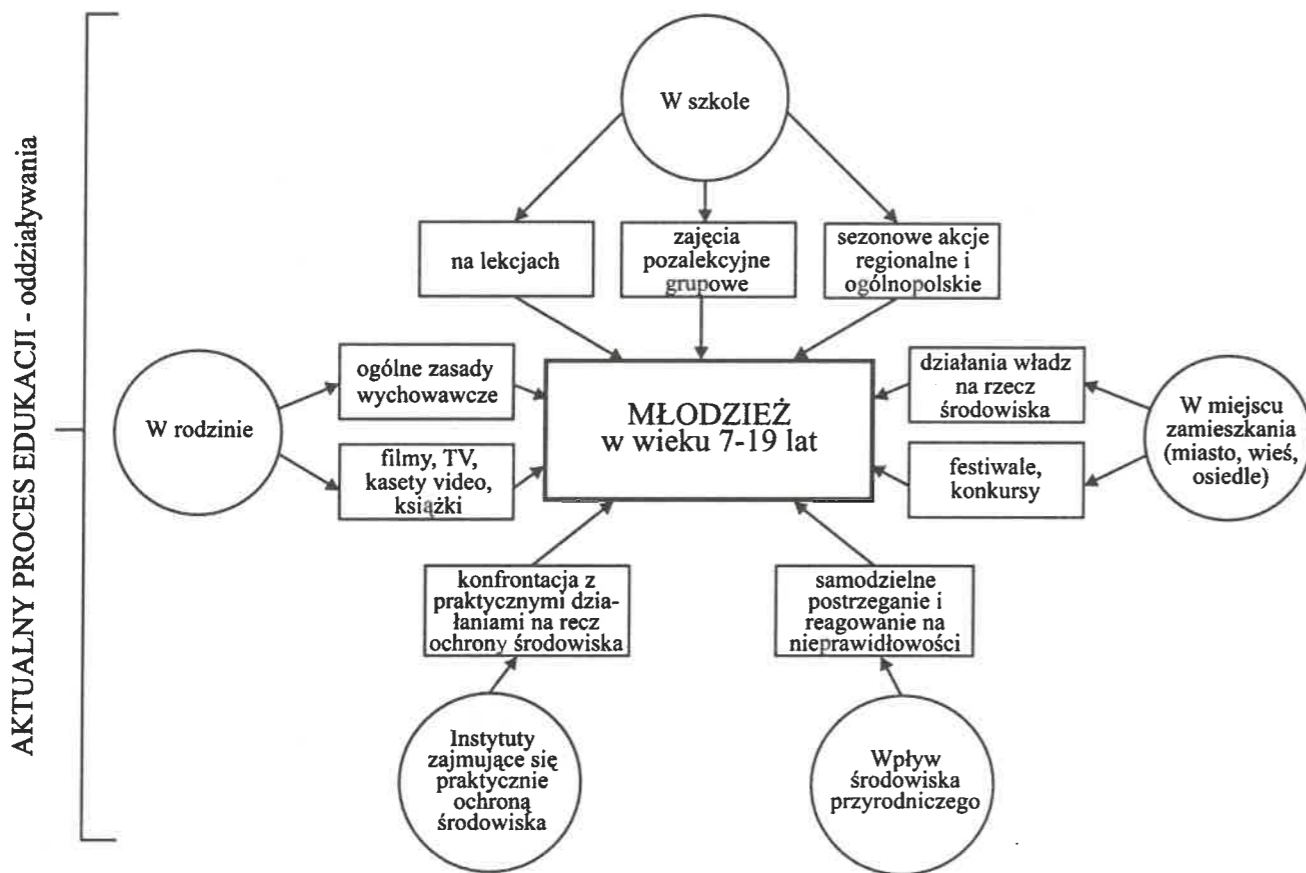 AKTUALNY PROCES EDUKACJI - oddziaływania
W szkole
na lekcjach
zajęcia
pozalekcyjne
grupowe
sezonowe akcje
regionalne i
ogólnopolskie
W rodzinie
ogólne zasady
wychowawcze
filmy, TV,
kasety video,
książki
MŁODZIEŻ
w wieku 7-19 lat
działania władz
na rzecz
środowiska
festiwale,
konkursy
W miejscu
zamieszkania
(miasto, wieś,
osiedle)
konfrontacja z
praktycznymi dzia-
łaniami na recz
ochrony środowiska
samodzielne
postrzeganie i
reagowanie na
nieprawidłowości
Instytuty
zajmujące się
praktycznie
ochroną
środowiska
Wpływ
środowiska
przyrodniczego